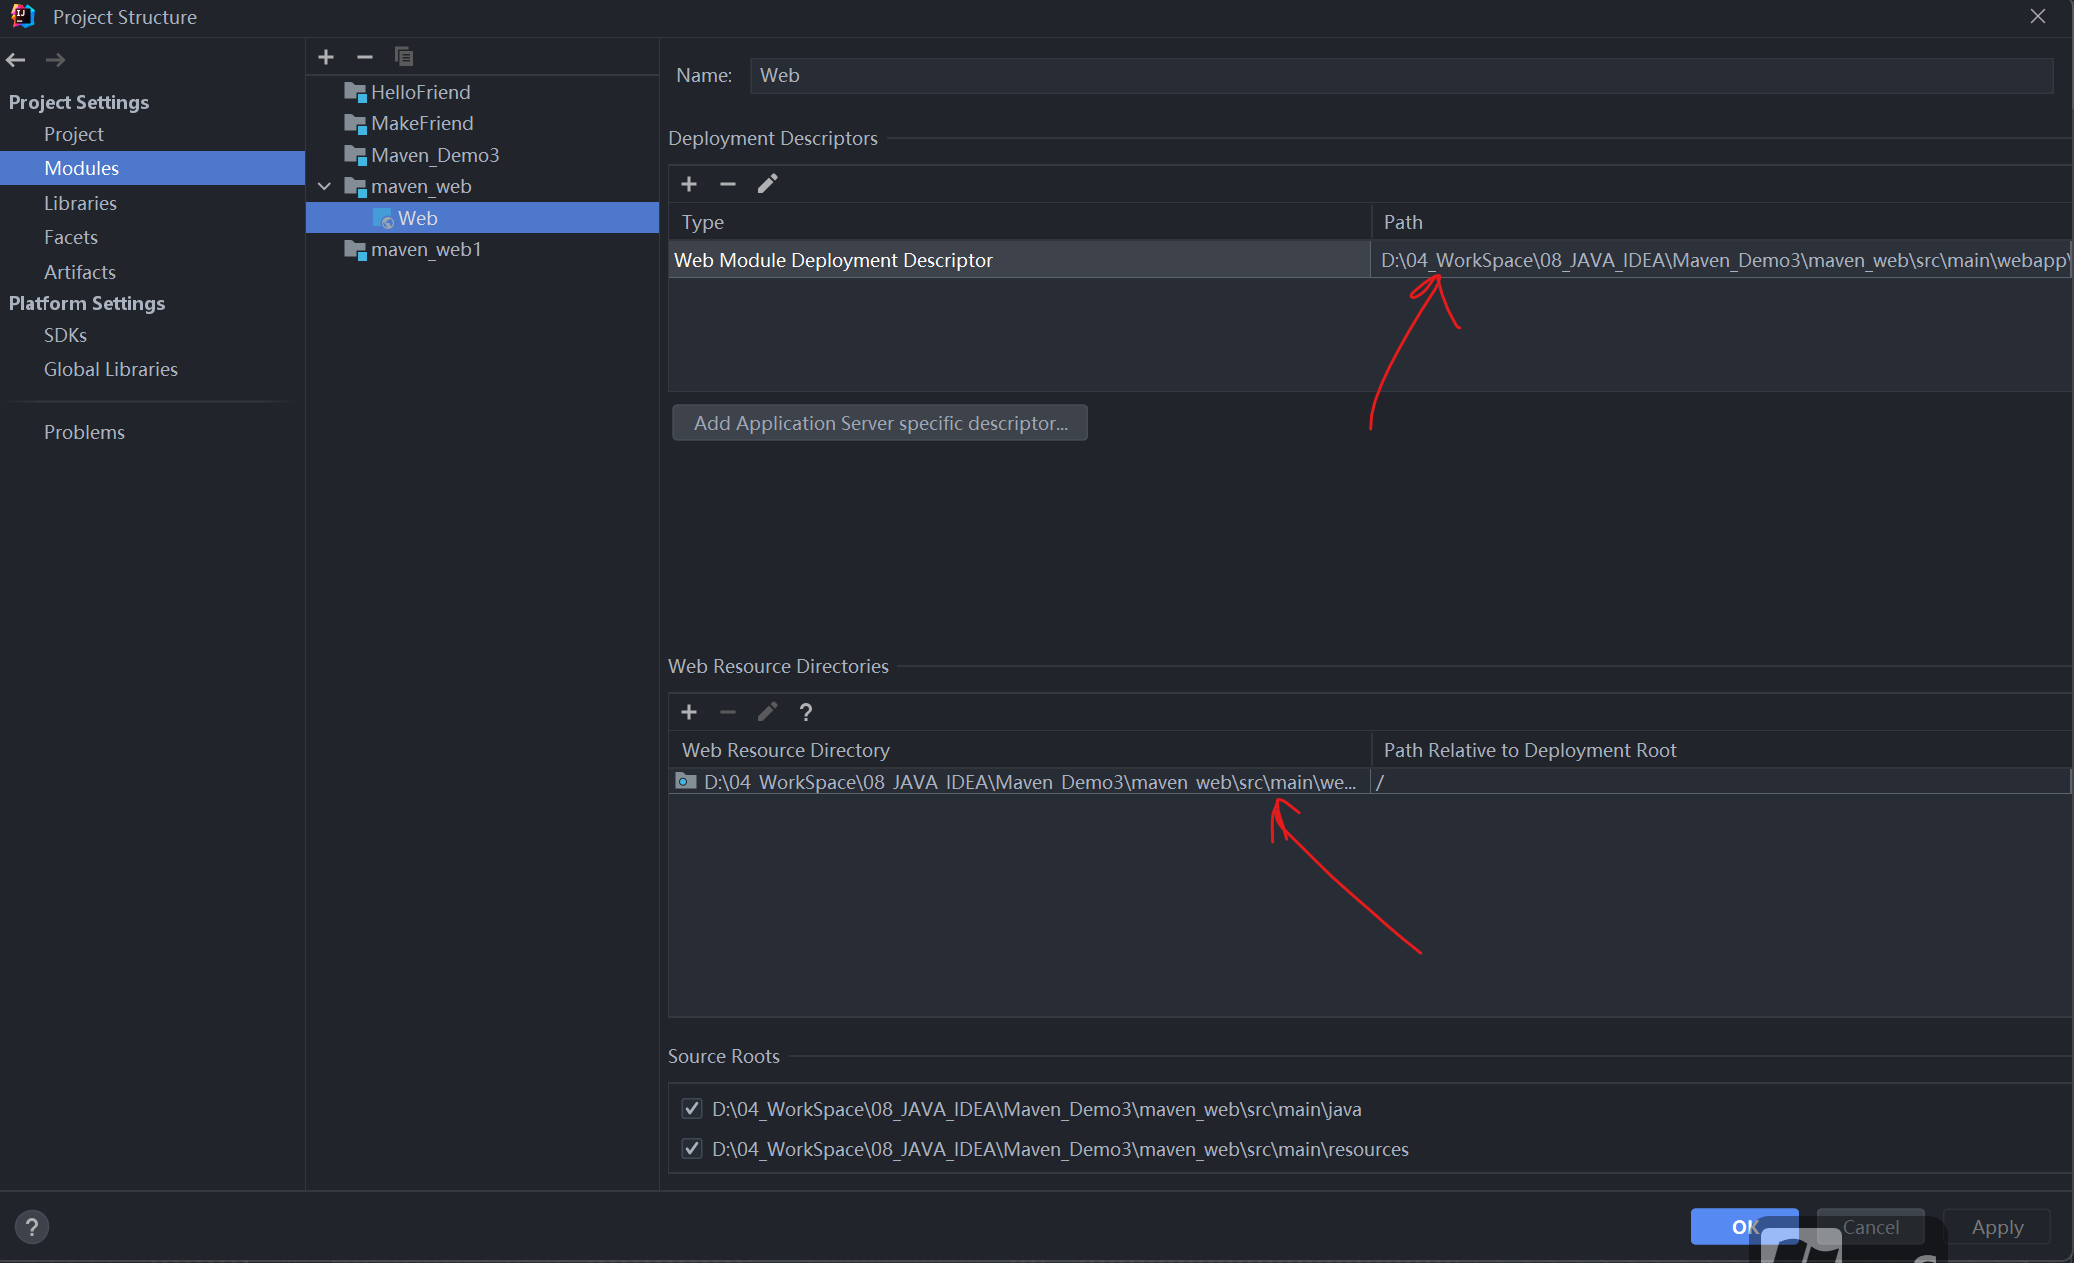 Project Structure
Project Settings
Project
Modules
Libraries
Facets
Artifacts
Platform Settings
SDKs
Global Libraries
Problems
HelloFriend
MakeFriend
Maven_Demo3
maven_web
Web
maven_web1
Name: Web
Deployment Descriptors
Type Path
Web Module Deployment Descriptor D:\04_WorkSpace\08_JAVA_IDEA\Maven_Demo3\maven_web\src\main\webapp\
Add Application Server specific descriptor...
Web Resource Directories
?
Web Resource Directory Path Relative to Deployment Root
D:\04_WorkSpace\08_JAVA_IDEA\Maven_Demo3\maven_web\src\main\we... /
Source Roots
D:\04_WorkSpace\08_JAVA_IDEA\Maven_Demo3\maven_web\src\main\java
D:\04_WorkSpace\08_JAVA_IDEA\Maven_Demo3\maven_web\src\main\resources
? OK Cancel Apply